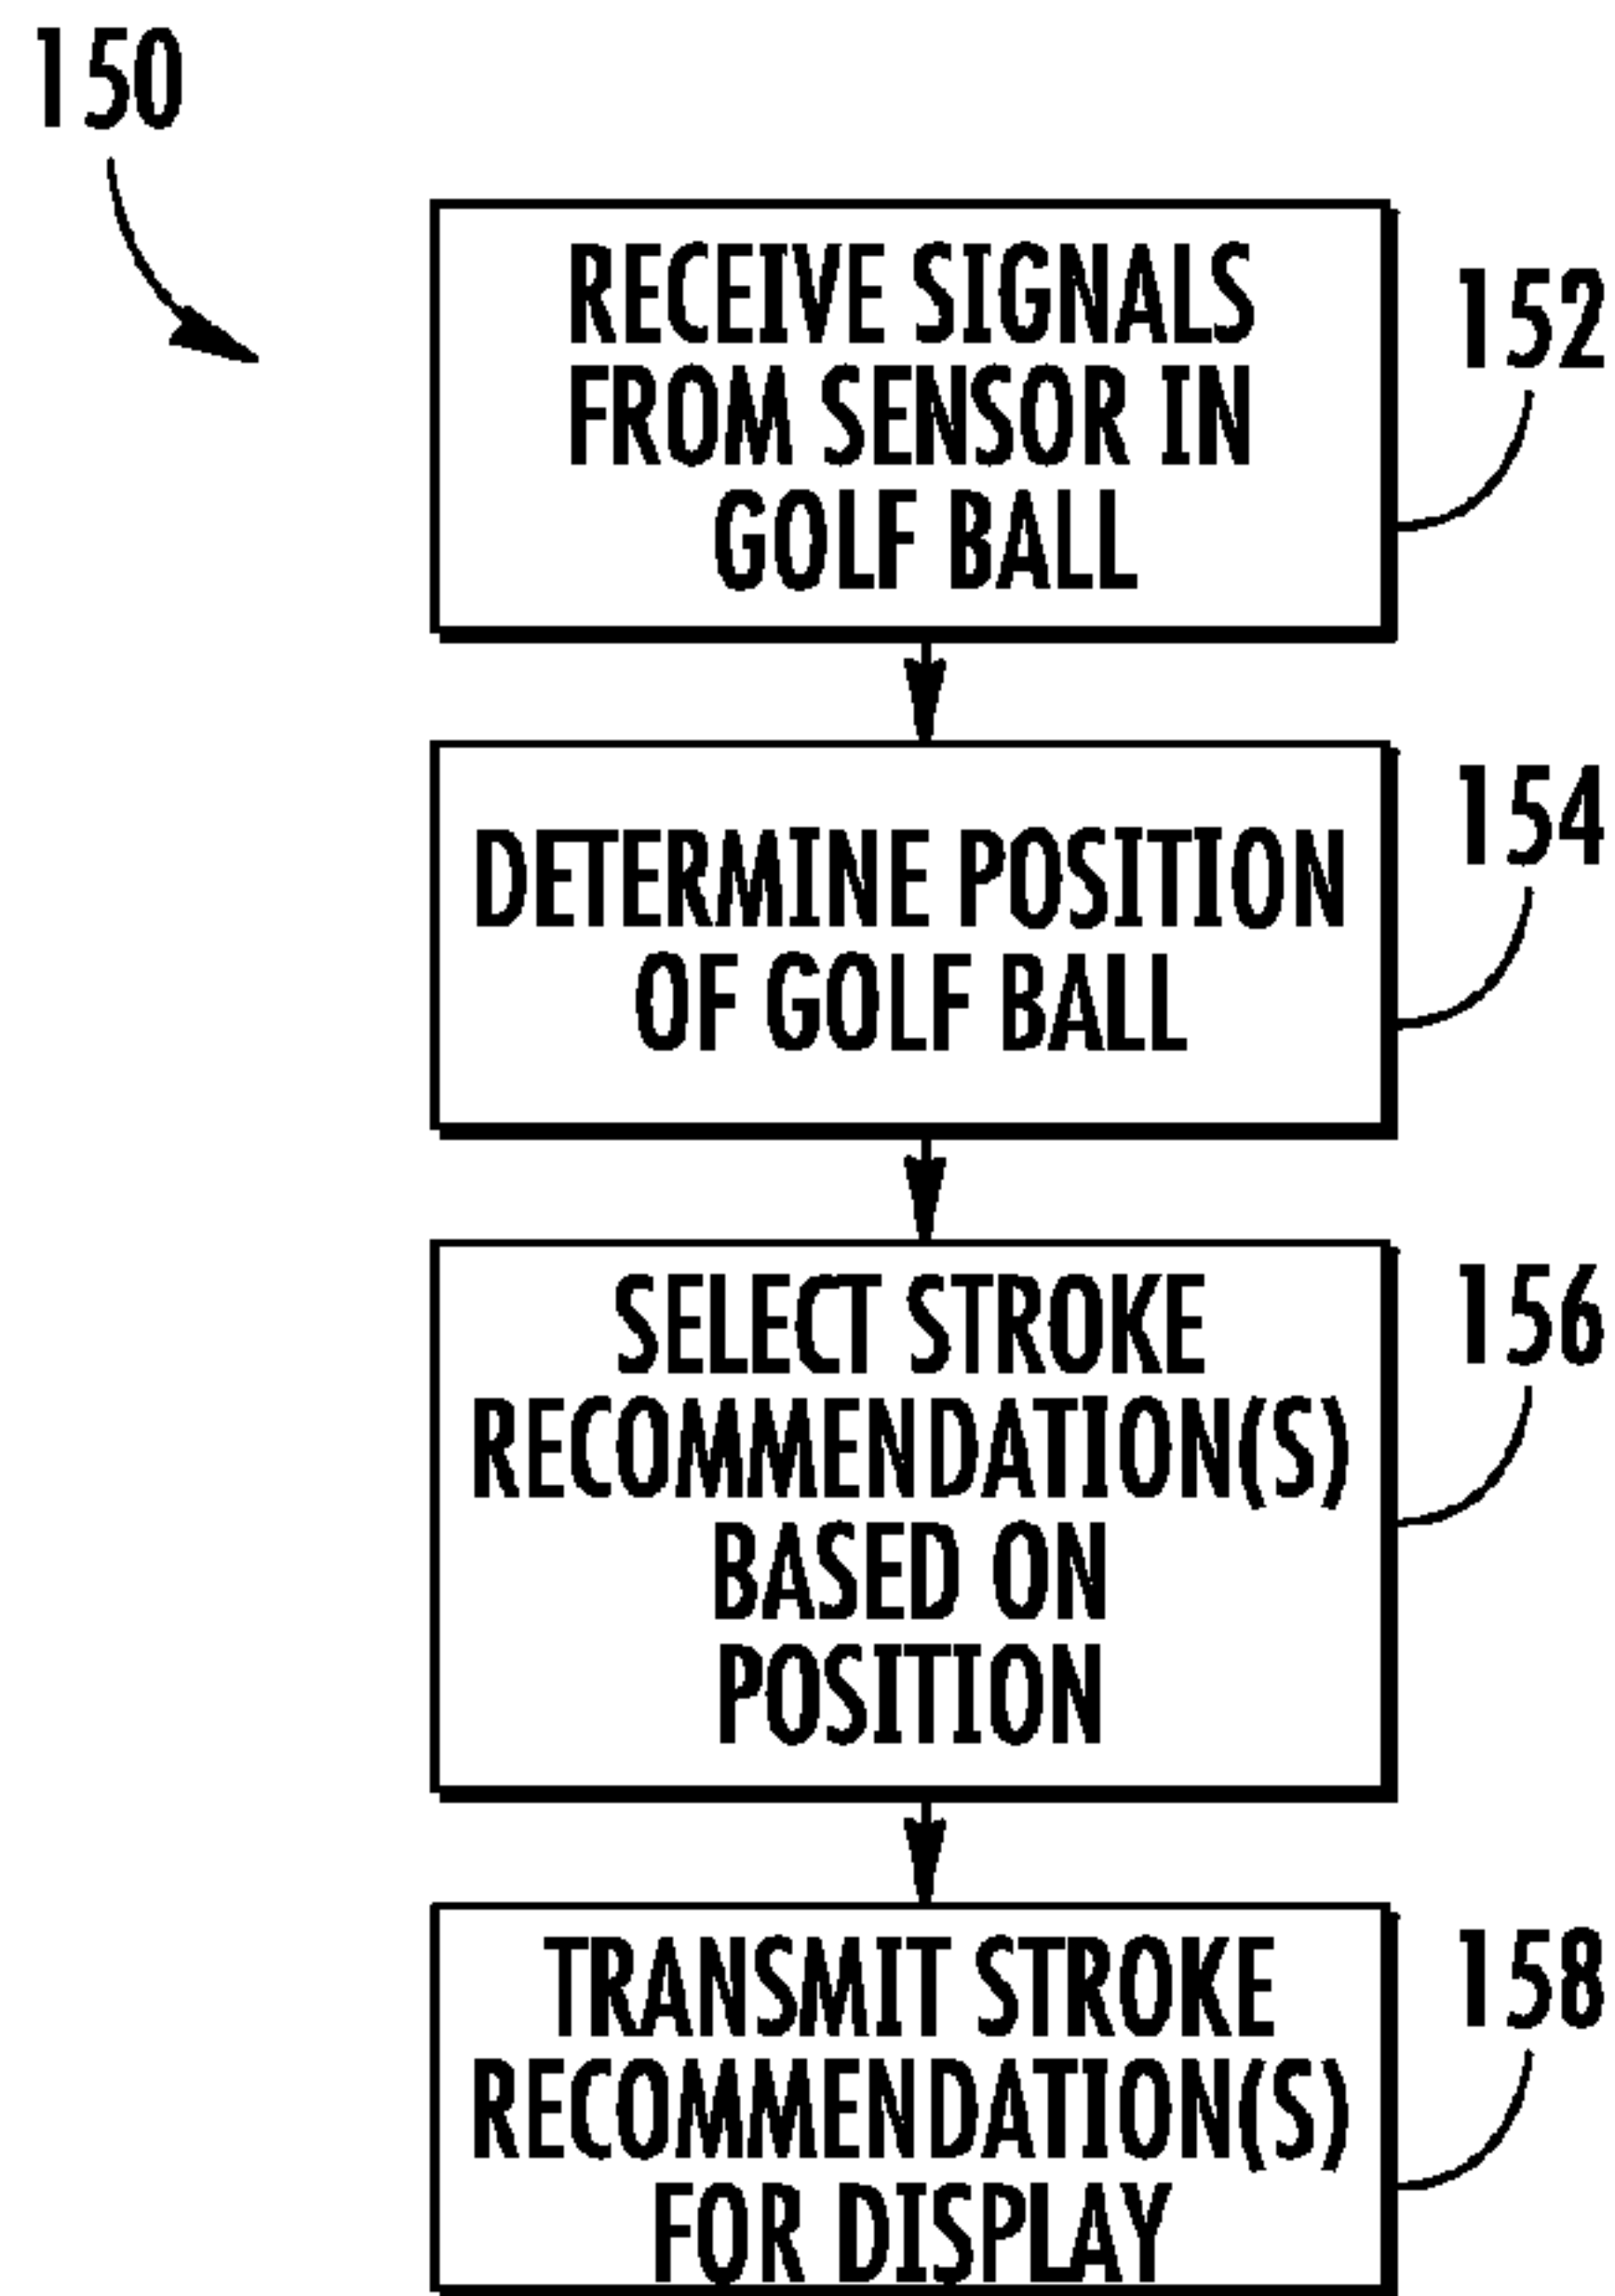 150
RECEIVE SIGNALS
FROM SENSOR IN
GOLF BALL
152
DETERMINE POSITION
OF GOLF BALL
154
SELECT STROKE
RECOMMENDATION(S)
BASED ON
POSITION
156
TRANSMIT STROKE
RECOMMENDATION(S)
FOR DISPLAY
158